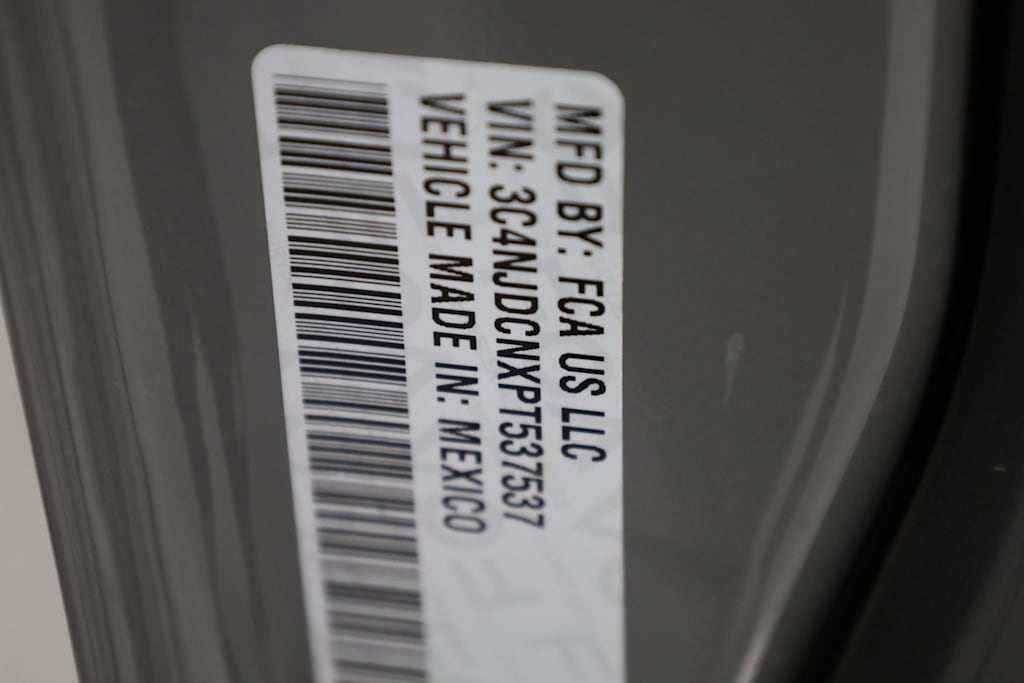 MFD BY: FCA US LLC
VIN: 3C4NJDCNXPT537537
VEHICLE MADE IN: MEXICO